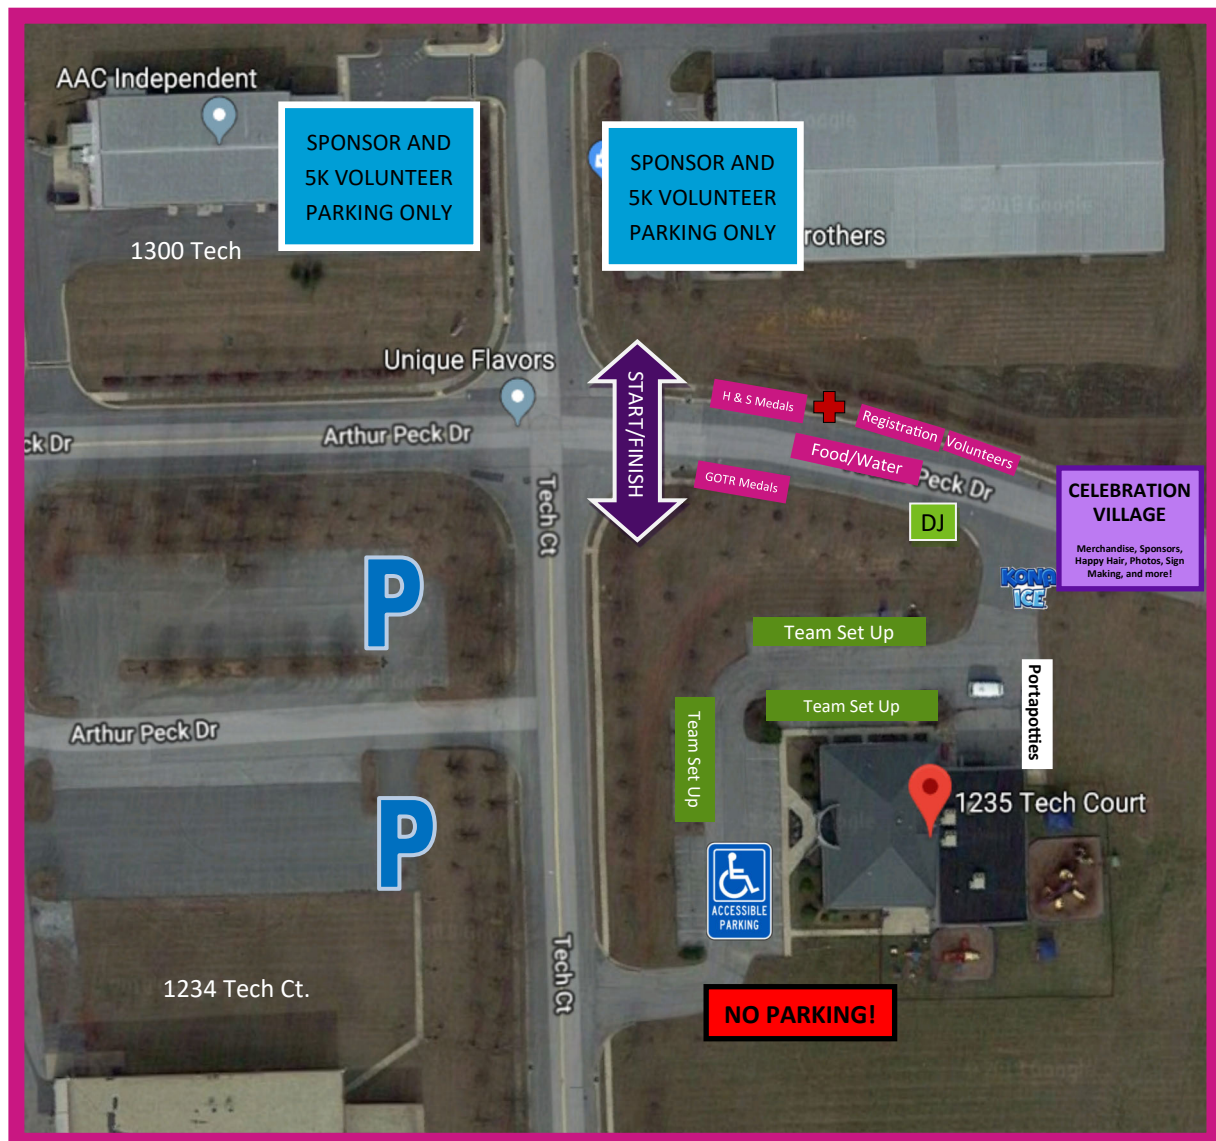 AAC Independent
SPONSOR AND
5K VOLUNTEER
PARKING ONLY
SPONSOR AND
5K VOLUNTEER
PARKING ONLY
Google
© 2018 Google
1300 Tech
rothers
Unique Flavors
START/FINISH
H & S Medals
Registration
Volunteers
ck Dr
Arthur Peck Dr
Food/Water
GOTR Medals
Peck Dr
CELEBRATION
VILLAGE
Merchandise, Sponsors,
Happy Hair, Photos, Sign
Making, and more!
DJ
Tech Ct
KONA
ICE
P
Team Set Up
Team Set Up
Team Set Up
Portapotties
Arthur Peck Dr
1235 Tech Court
P
ACCESSIBLE
PARKING
Tech Ct
1234 Tech Ct.
NO PARKING!